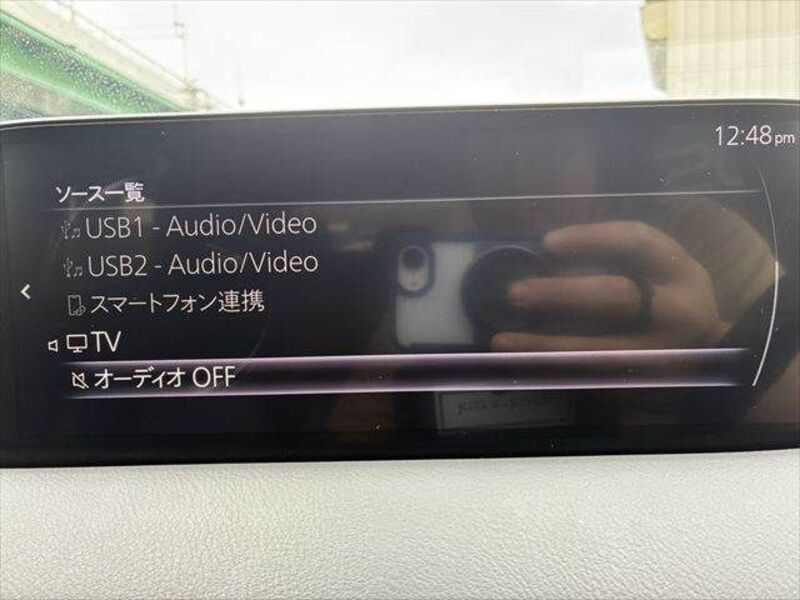 12:48pm
ソース一覧
USB1 - Audio/Video
USB2 - Audio/Video
スマートフォン連携
TV
オーディオ OFF